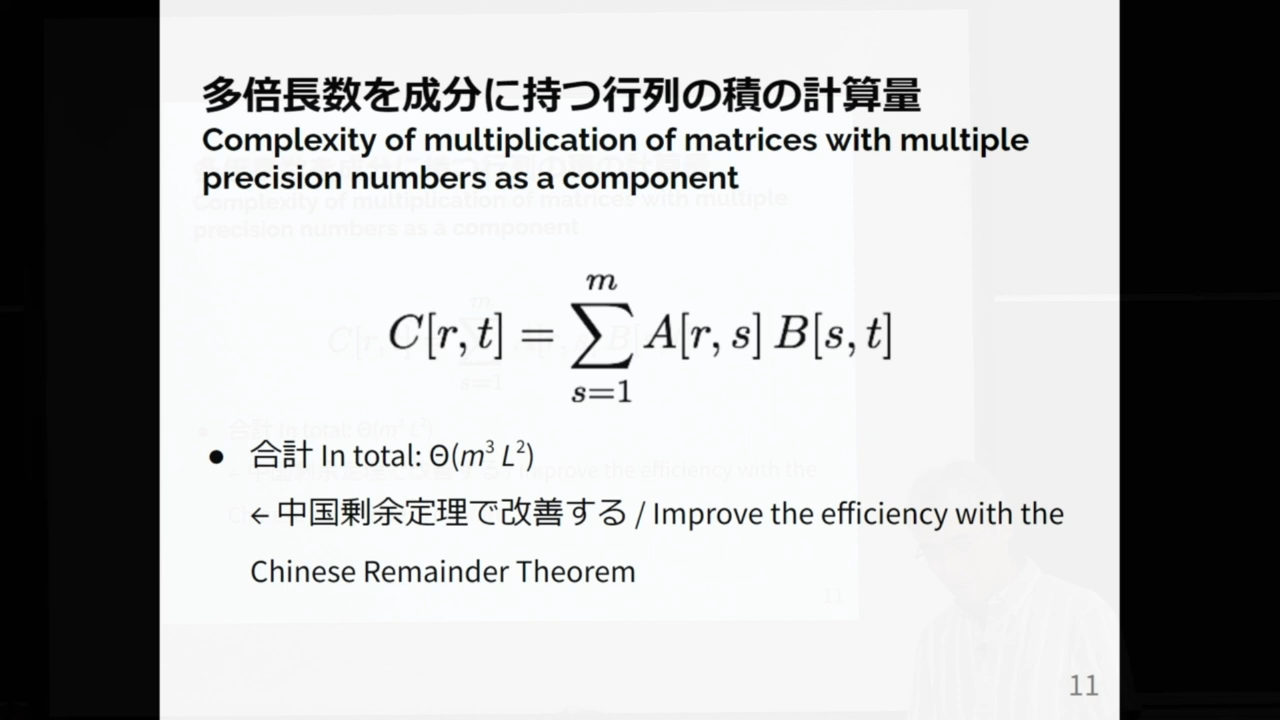 多倍長数を成分に持つ行列の積の計算量
Complexity of multiplication of matrices with multiple
precision numbers as a component
m
C[r, t] = ∑ A[r, s] B[s, t]
s=1
● 合計 In total: Θ(m³ L²)
← 中国剰余定理で改善する / Improve the efficiency with the
Chinese Remainder Theorem
11